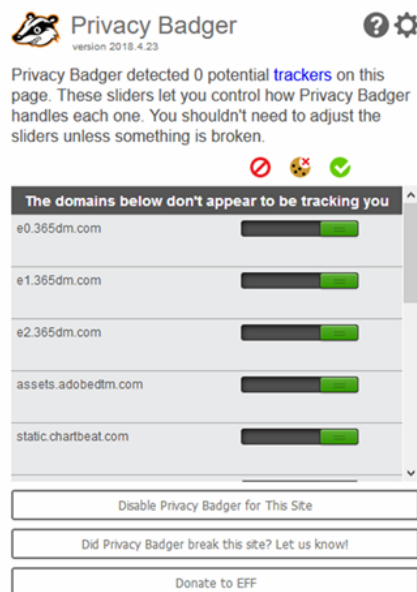 Privacy Badger
version 2018.4.23
Privacy Badger detected 0 potential trackers on this
page. These sliders let you control how Privacy Badger
handles each one. You shouldn't need to adjust the
sliders unless something is broken.
The domains below don't appear to be tracking you
e0.365dm.com
e1.365dm.com
e2.365dm.com
assets.adobedtm.com
static.chartbeat.com
Disable Privacy Badger for This Site
Did Privacy Badger break this site? Let us know!
Donate to EFF